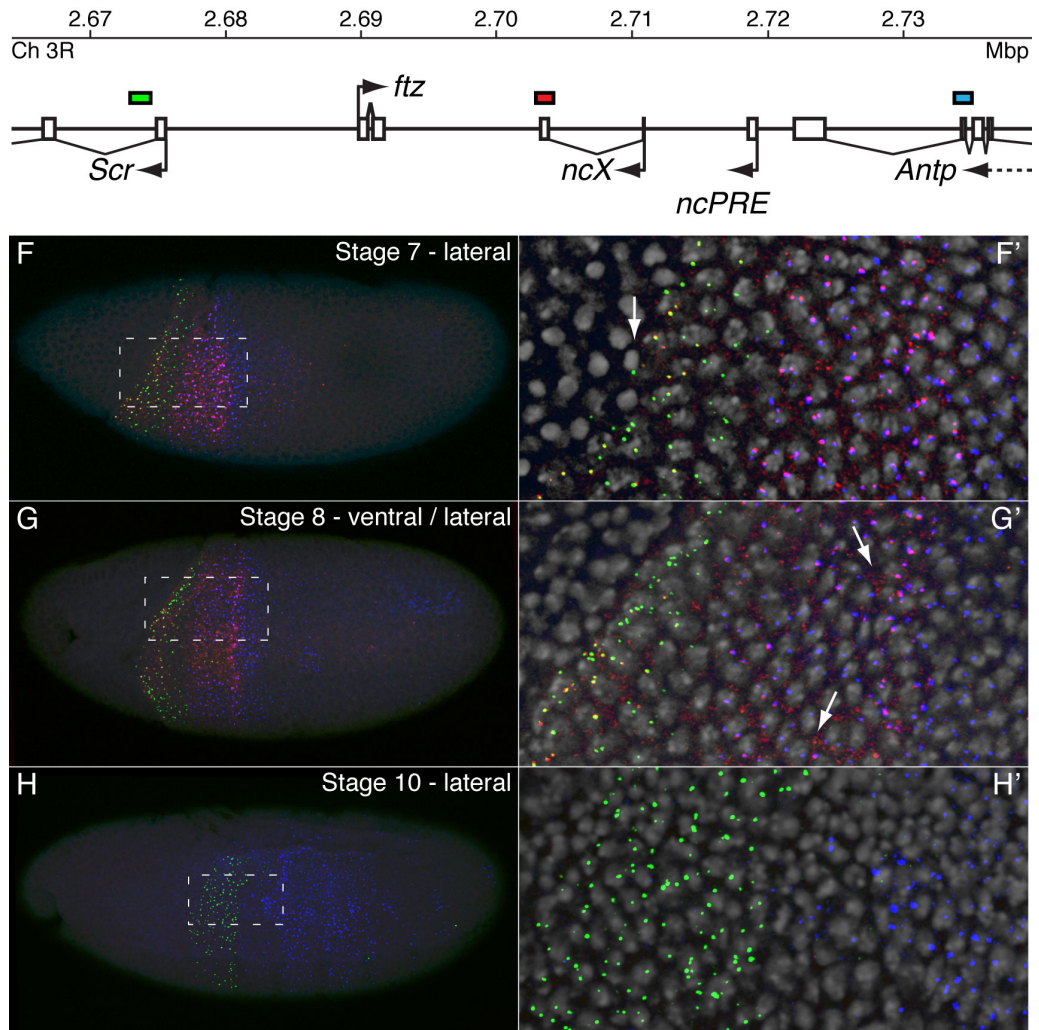 2.67 2.68 2.69 2.70 2.71 2.72 2.73
Ch 3R Mbp
ftz
Scr ncX Antp
ncPRE
F Stage 7 - lateral F’
G Stage 8 - ventral / lateral G’
H Stage 10 - lateral H’